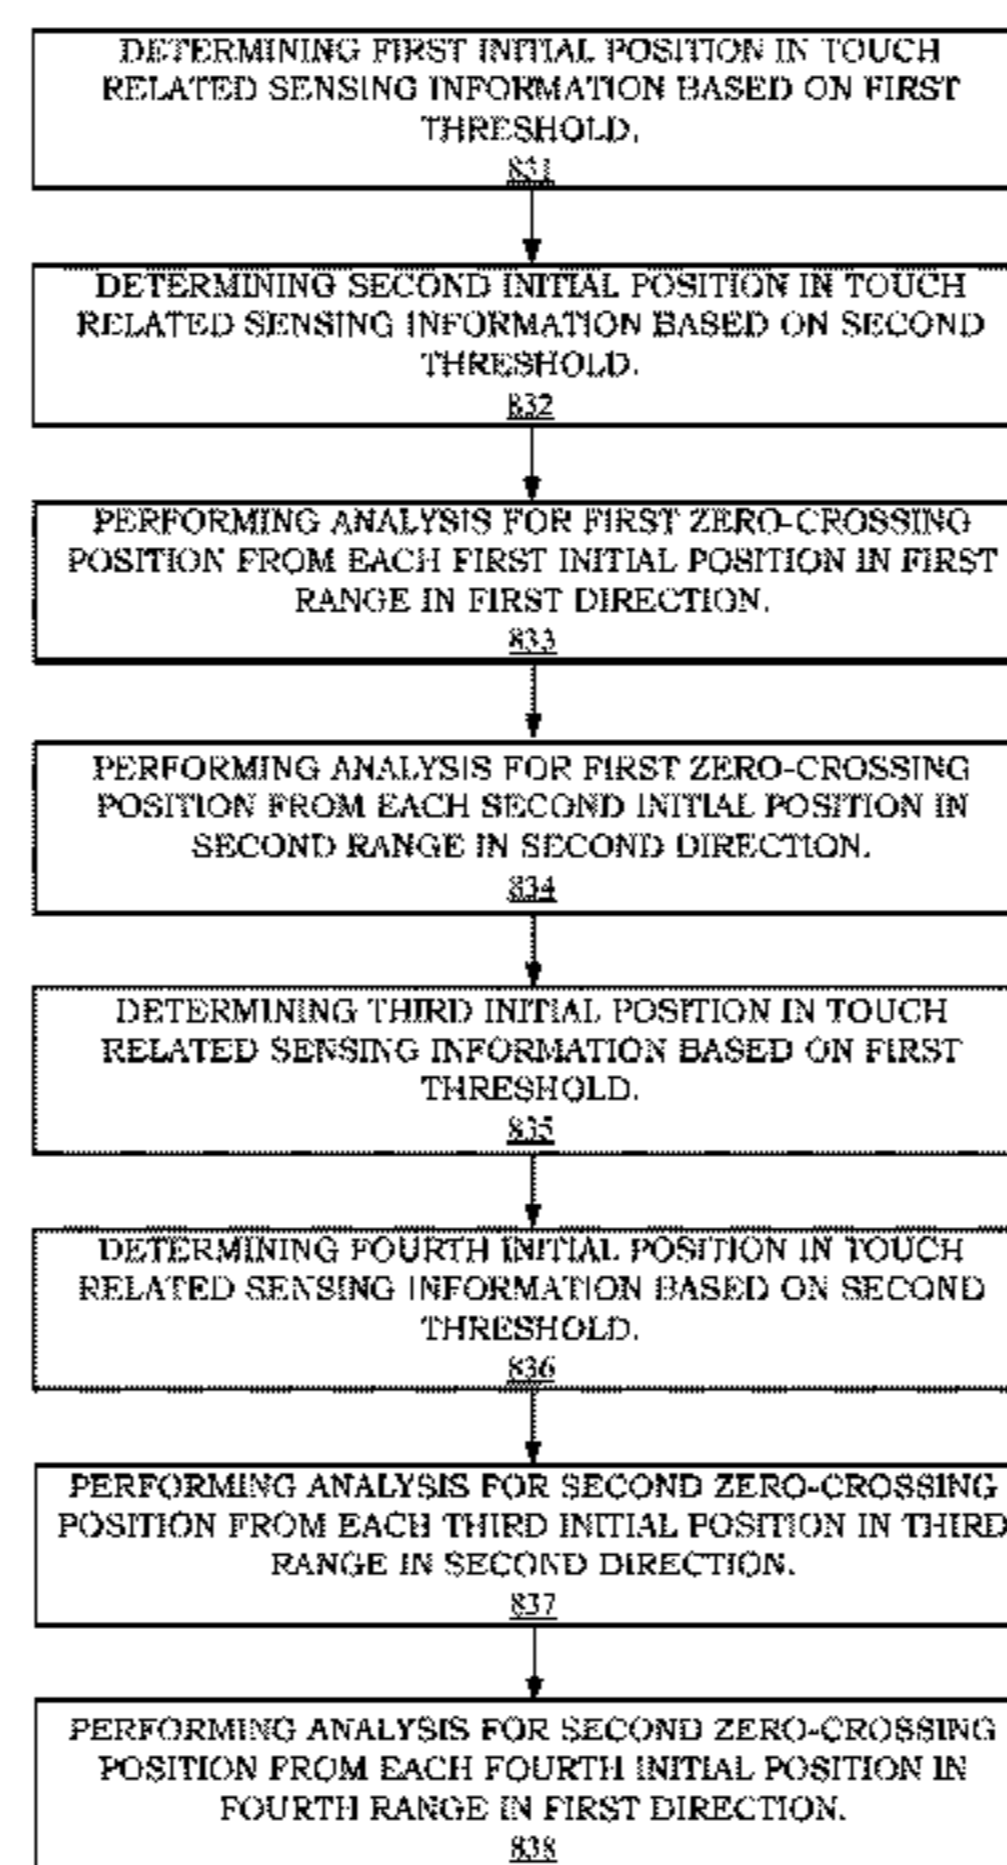 DETERMINING FIRST INITIAL POSITION IN TOUCH
RELATED SENSING INFORMATION BASED ON FIRST
THRESHOLD.
831
DETERMINING SECOND INITIAL POSITION IN TOUCH
RELATED SENSING INFORMATION BASED ON SECOND
THRESHOLD.
832
PERFORMING ANALYSIS FOR FIRST ZERO-CROSSING
POSITION FROM EACH FIRST INITIAL POSITION IN FIRST
RANGE IN FIRST DIRECTION.
833
PERFORMING ANALYSIS FOR FIRST ZERO-CROSSING
POSITION FROM EACH SECOND INITIAL POSITION IN
SECOND RANGE IN SECOND DIRECTION.
834
DETERMINING THIRD INITIAL POSITION IN TOUCH
RELATED SENSING INFORMATION BASED ON FIRST
THRESHOLD.
835
DETERMINING FOURTH INITIAL POSITION IN TOUCH
RELATED SENSING INFORMATION BASED ON SECOND
THRESHOLD.
836
PERFORMING ANALYSIS FOR SECOND ZERO-CROSSING
POSITION FROM EACH THIRD INITIAL POSITION IN THIRD
RANGE IN SECOND DIRECTION.
837
PERFORMING ANALYSIS FOR SECOND ZERO-CROSSING
POSITION FROM EACH FOURTH INITIAL POSITION IN
FOURTH RANGE IN FIRST DIRECTION.
838